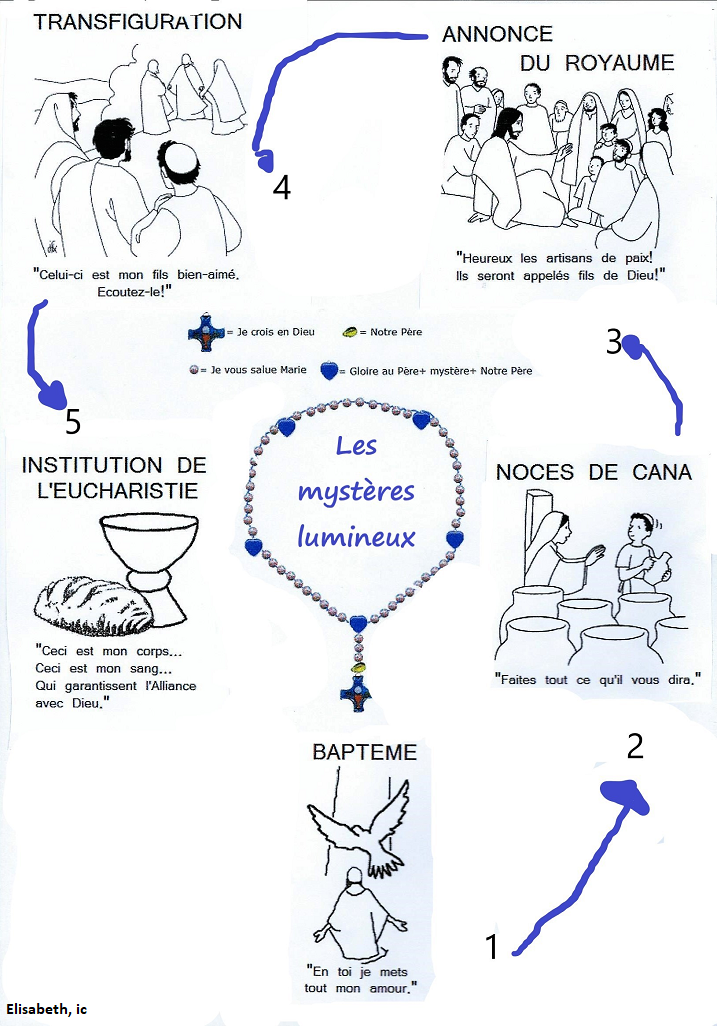 TRANSFIGURATION
"Celui-ci est mon fils bien-aimé.
Ecoutez-le!"
4
ANNONCE
DU ROYAUME
"Heureux les artisans de paix!
Ils seront appelés fils de Dieu!"
3
= Je crois en Dieu
= Notre Père
= Je vous salue Marie
= Gloire au Père+ mystère+ Notre Père
5
INSTITUTION DE
L'EUCHARISTIE
"Ceci est mon corps...
Ceci est mon sang...
Qui garantissent l'Alliance
avec Dieu."
Les
mystères
lumineux
NOCES DE CANA
"Faites tout ce qu'il vous dira."
2
BAPTEME
"En toi je mets
tout mon amour."
1
Elisabeth, ic